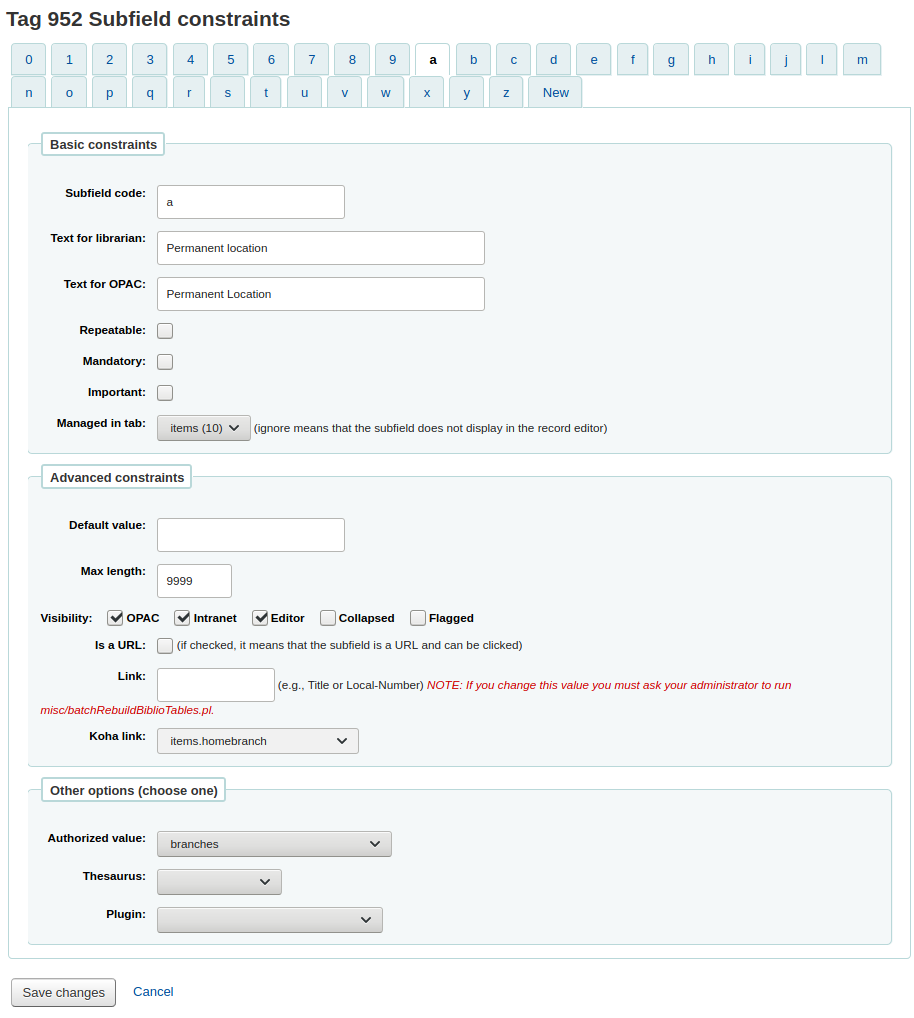 Tag 952 Subfield constraints
0 1 2 3 4 5 6 7 8 9 a b c d e f g h i j l m
n o p q r s t u v w x y z New
Basic constraints
Subfield code: a
Text for librarian: Permanent location
Text for OPAC: Permanent Location
Repeatable:
Mandatory:
Important:
Managed in tab: items (10) (ignore means that the subfield does not display in the record editor)
Advanced constraints
Default value:
Max length: 9999
Visibility: OPAC Intranet Editor Collapsed Flagged
Is a URL: (if checked, it means that the subfield is a URL and can be clicked)
Link: (e.g., Title or Local-Number) NOTE: If you change this value you must ask your administrator to run
misc/batchRebuildBiblioTables.pl.
Koha link: items.homebranch
Other options (choose one)
Authorized value: branches
Thesaurus:
Plugin:
Save changes Cancel